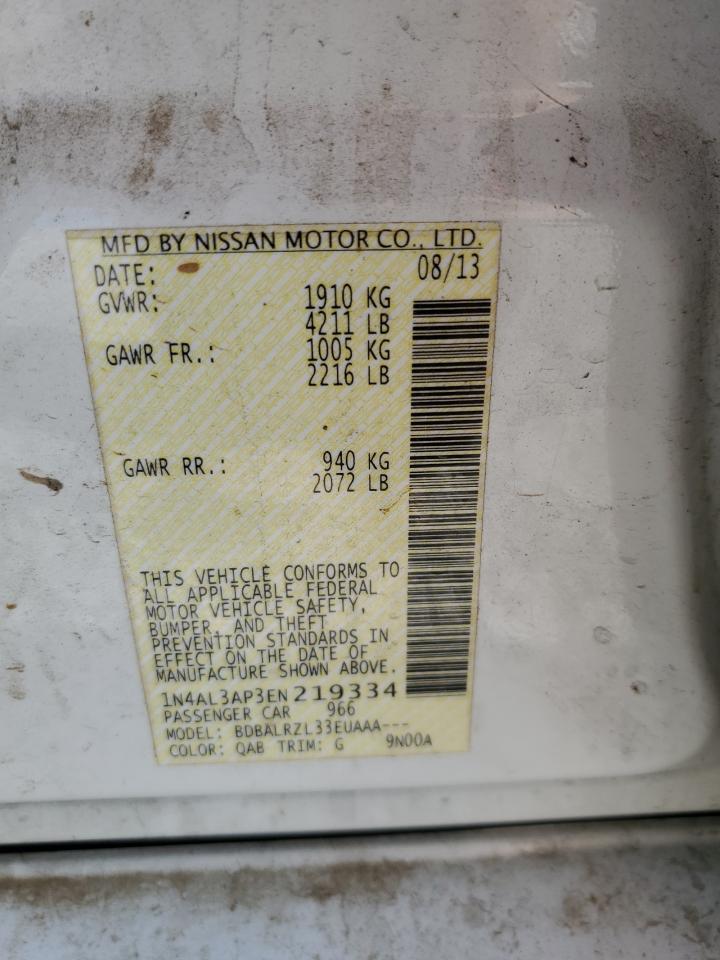 MFD BY NISSAN MOTOR CO., LTD.
DATE: 08/13
GVWR: 1910 KG
4211 LB
GAWR FR.: 1005 KG
2216 LB
GAWR RR.: 940 KG
2072 LB
THIS VEHICLE CONFORMS TO
ALL APPLICABLE FEDERAL
MOTOR VEHICLE SAFETY,
BUMPER, AND THEFT
PREVENTION STANDARDS IN
EFFECT ON THE DATE OF
MANUFACTURE SHOWN ABOVE.
1N4AL3AP3EN219334
PASSENGER CAR 966
MODEL: BDBALRZL33EUAAA---
COLOR: QAB TRIM: G 9N00A